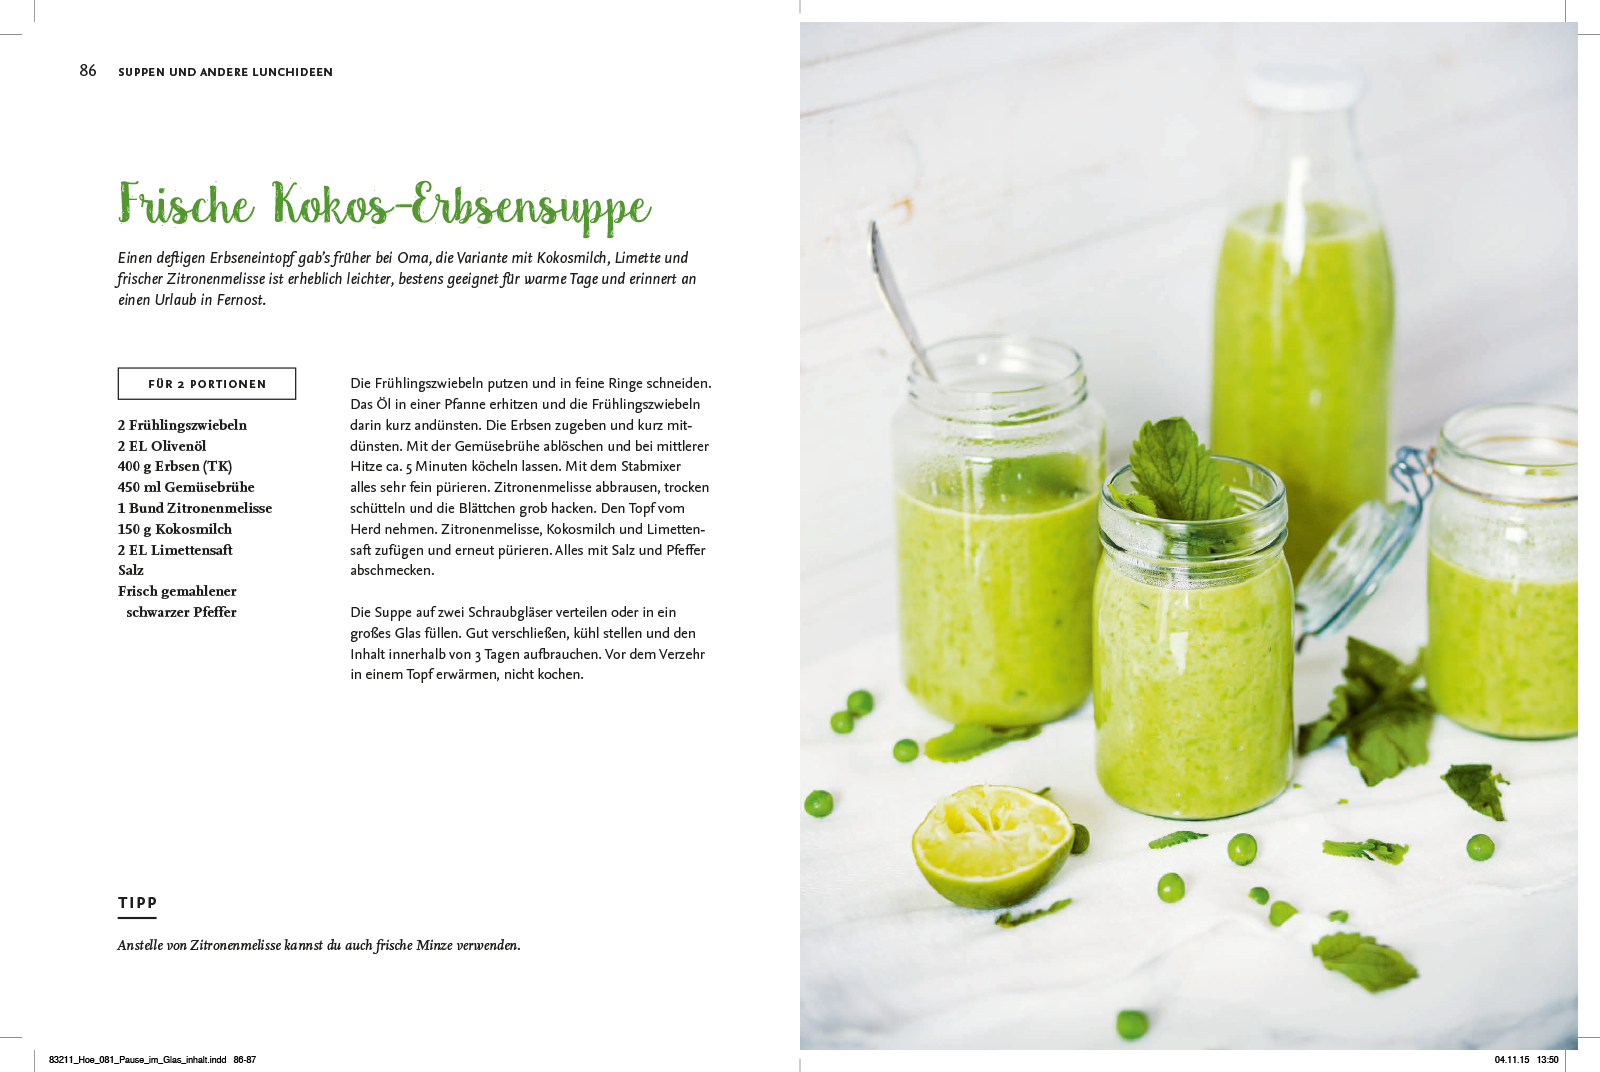 86 SUPPEN UND ANDERE LUNCHIDEEN
Frische Kokos-Erbsensuppe
Einen deftigen Erbseneintopf gab’s früher bei Oma, die Variante mit Kokosmilch, Limette und
frischer Zitronenmelisse ist erheblich leichter, bestens geeignet für warme Tage und erinnert an
einen Urlaub in Fernost.
FÜR 2 PORTIONEN
2 Frühlingszwiebeln
2 EL Olivenöl
400 g Erbsen (TK)
450 ml Gemüsebrühe
1 Bund Zitronenmelisse
150 g Kokosmilch
2 EL Limettensaft
Salz
Frisch gemahlener
schwarzer Pfeffer
Die Frühlingszwiebeln putzen und in feine Ringe schneiden.
Das Öl in einer Pfanne erhitzen und die Frühlingszwiebeln
darin kurz andünsten. Die Erbsen zugeben und kurz mit-
dünsten. Mit der Gemüsebrühe ablöschen und bei mittlerer
Hitze ca. 5 Minuten köcheln lassen. Mit dem Stabmixer
alles sehr fein pürieren. Zitronenmelisse abbrausen, trocken
schütteln und die Blättchen grob hacken. Den Topf vom
Herd nehmen. Zitronenmelisse, Kokosmilch und Limetten-
saft zufügen und erneut pürieren. Alles mit Salz und Pfeffer
abschmecken.
Die Suppe auf zwei Schraubgläser verteilen oder in ein
großes Glas füllen. Gut verschließen, kühl stellen und den
Inhalt innerhalb von 3 Tagen aufbrauchen. Vor dem Verzehr
in einem Topf erwärmen, nicht kochen.
TIPP
Anstelle von Zitronenmelisse kannst du auch frische Minze verwenden.
83211_Hoe_081_Pause_im_Glas_inhalt.indd 86-87
04.11.15 13:50